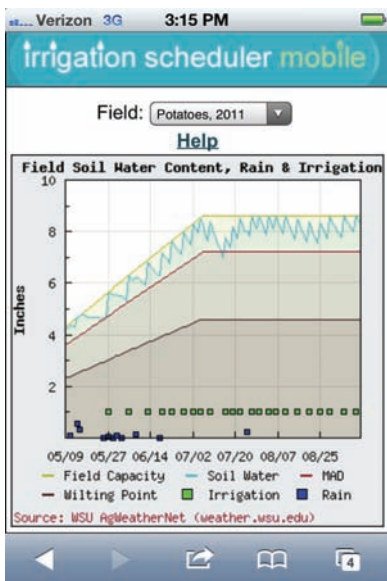 Verizon 3G 3:15 PM
irrigation scheduler mobile
Field: Potatoes, 2011
Help
Field Soil Water Content, Rain & Irrigation
10
8
6
4
2
Inches
05/09 05/27 06/14 07/02 07/20 08/07 08/25
Field Capacity Soil Water MAD
Wilting Point Irrigation Rain
Source: WSU AgWeatherNet (weather.wsu.edu)
4